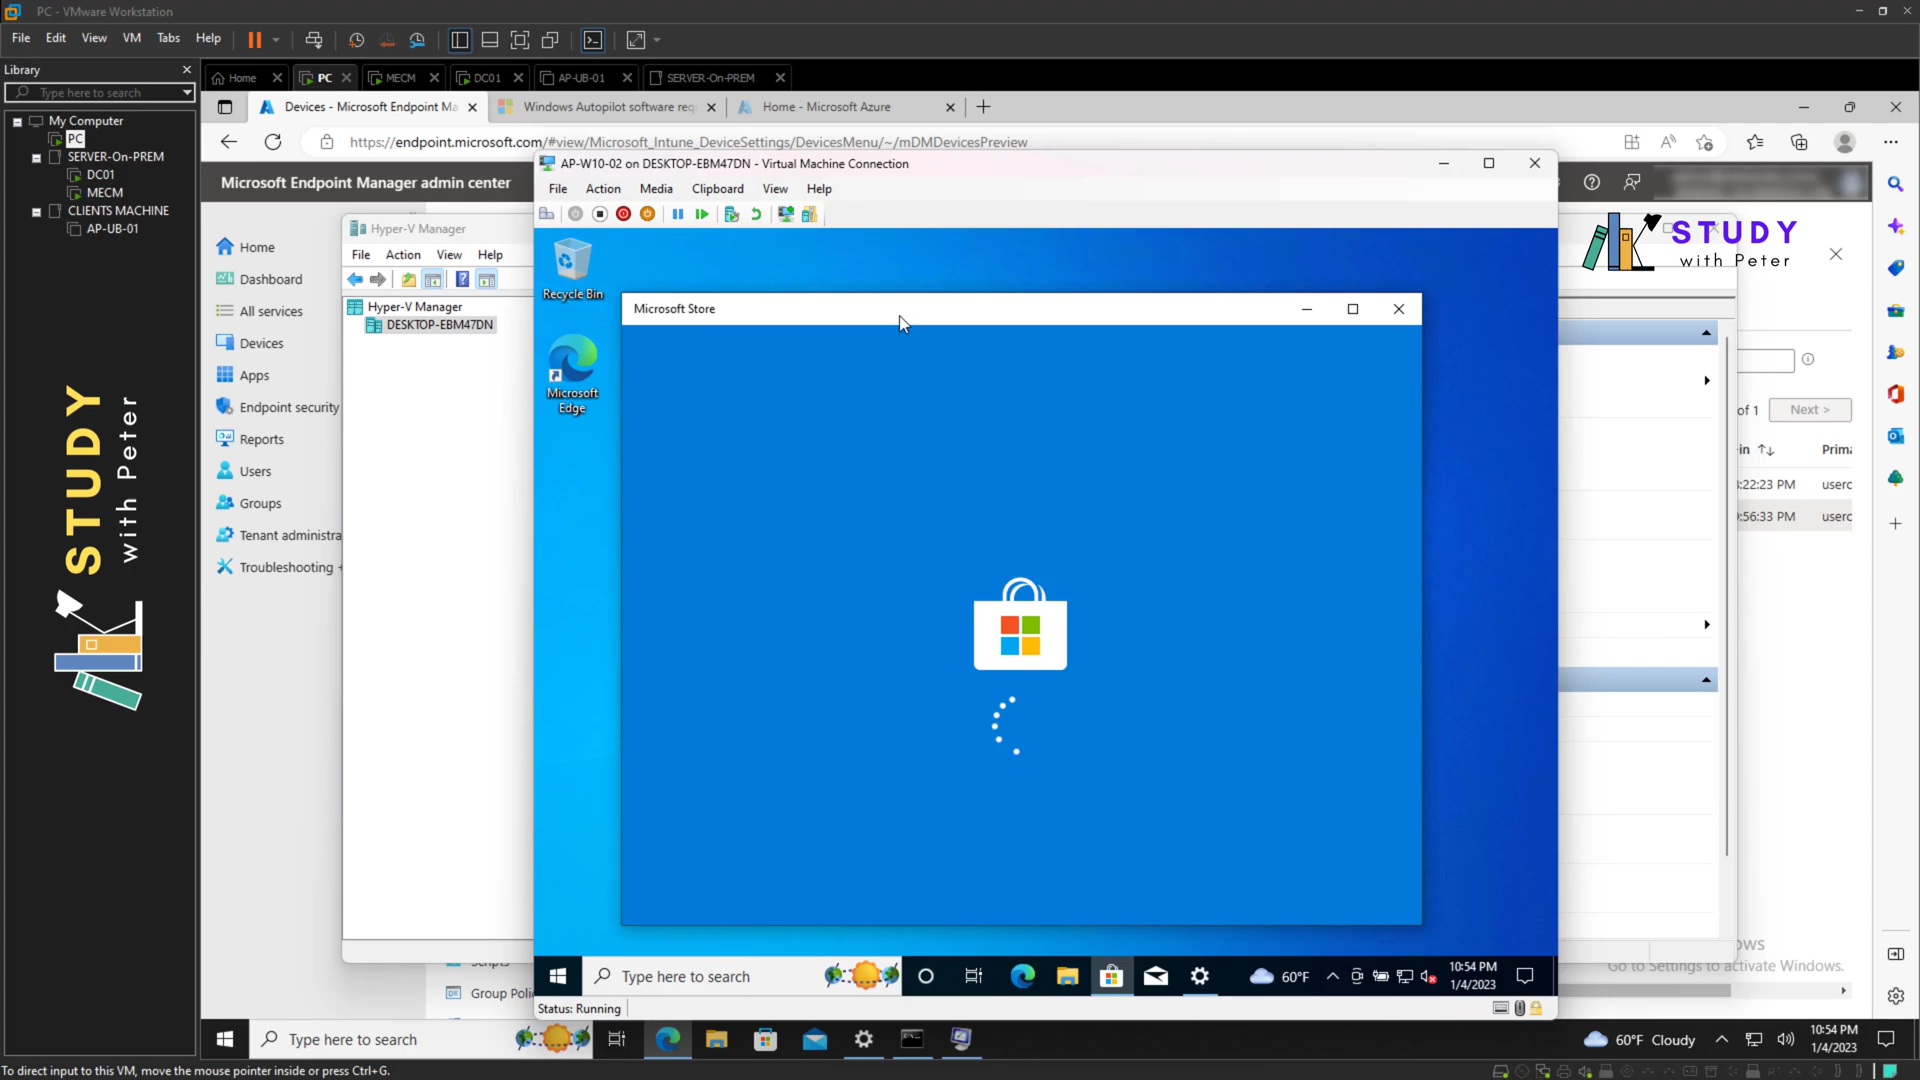 PC - VMware Workstation
File Edit View VM Tabs Help
Library
Type here to search
My Computer
PC
SERVER-On-PREM
DC01
MECM
CLIENTS MACHINE
AP-UB-01
STUDY
with Peter
Home PC MECM DC01 AP-UB-01 SERVER-On-PREM
Devices - Microsoft Endpoint Ma
Windows Autopilot software req
Home - Microsoft Azure
https://endpoint.microsoft.com/#view/Microsoft_Intune_DeviceSettings/DevicesMenu/~/mDMDevicesPreview
Microsoft Endpoint Manager admin center
Home
Dashboard
All services
Devices
Apps
Endpoint security
Reports
Users
Groups
Tenant administra
Troubleshooting +
Hyper-V Manager
File Action View Help
Hyper-V Manager
DESKTOP-EBM47DN
Group Poli
AP-W10-02 on DESKTOP-EBM47DN - Virtual Machine Connection
File Action Media Clipboard View Help
Recycle Bin
Microsoft
Edge
Microsoft Store
Type here to search
60°F
10:54 PM
1/4/2023
Status: Running
STUDY
with Peter
of 1 Next >
-in Prima
:22:23 PM userc
:56:33 PM userc
Go to Settings to activate Windows.
Type here to search
60°F Cloudy
10:54 PM
1/4/2023
To direct input to this VM, move the mouse pointer inside or press Ctrl+G.